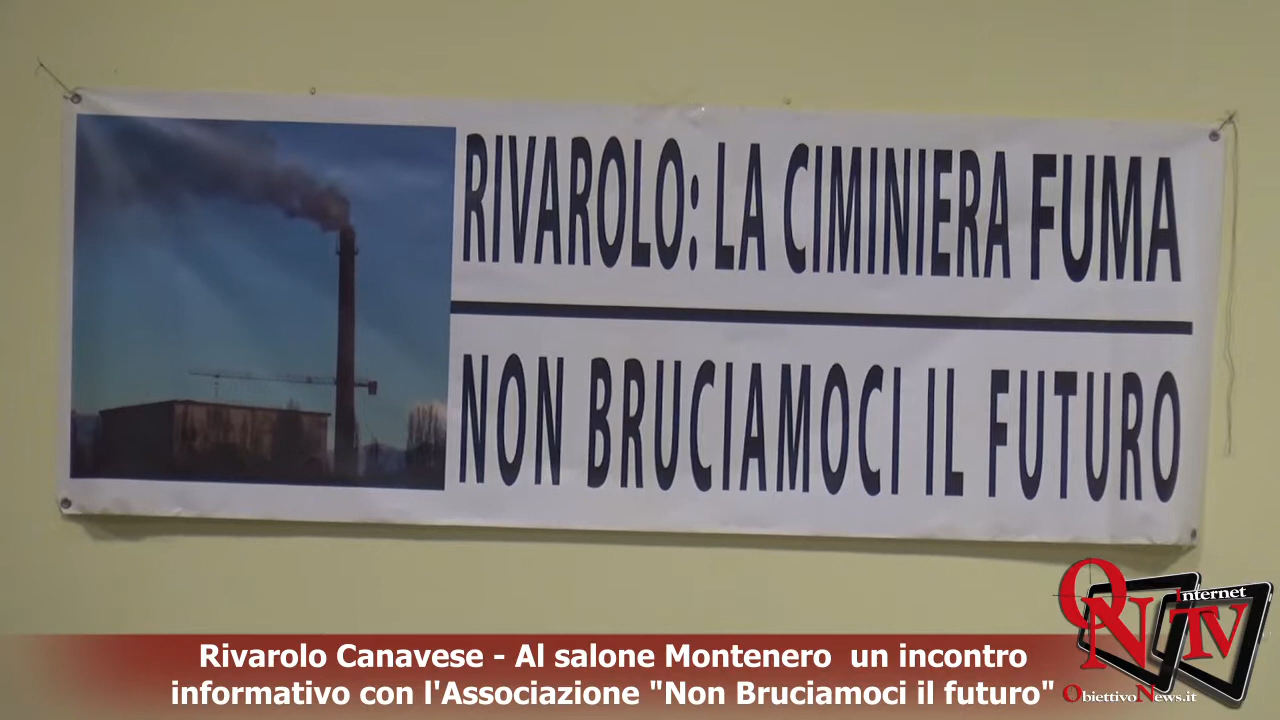 RIVAROLO: LA CIMINIERA FUMA
NON BRUCIAMOCI IL FUTURO
ON
Internet
TV
ObiettivoNews.it
Rivarolo Canavese - Al salone Montenero un incontro
informativo con l'Associazione "Non Bruciamoci il futuro"